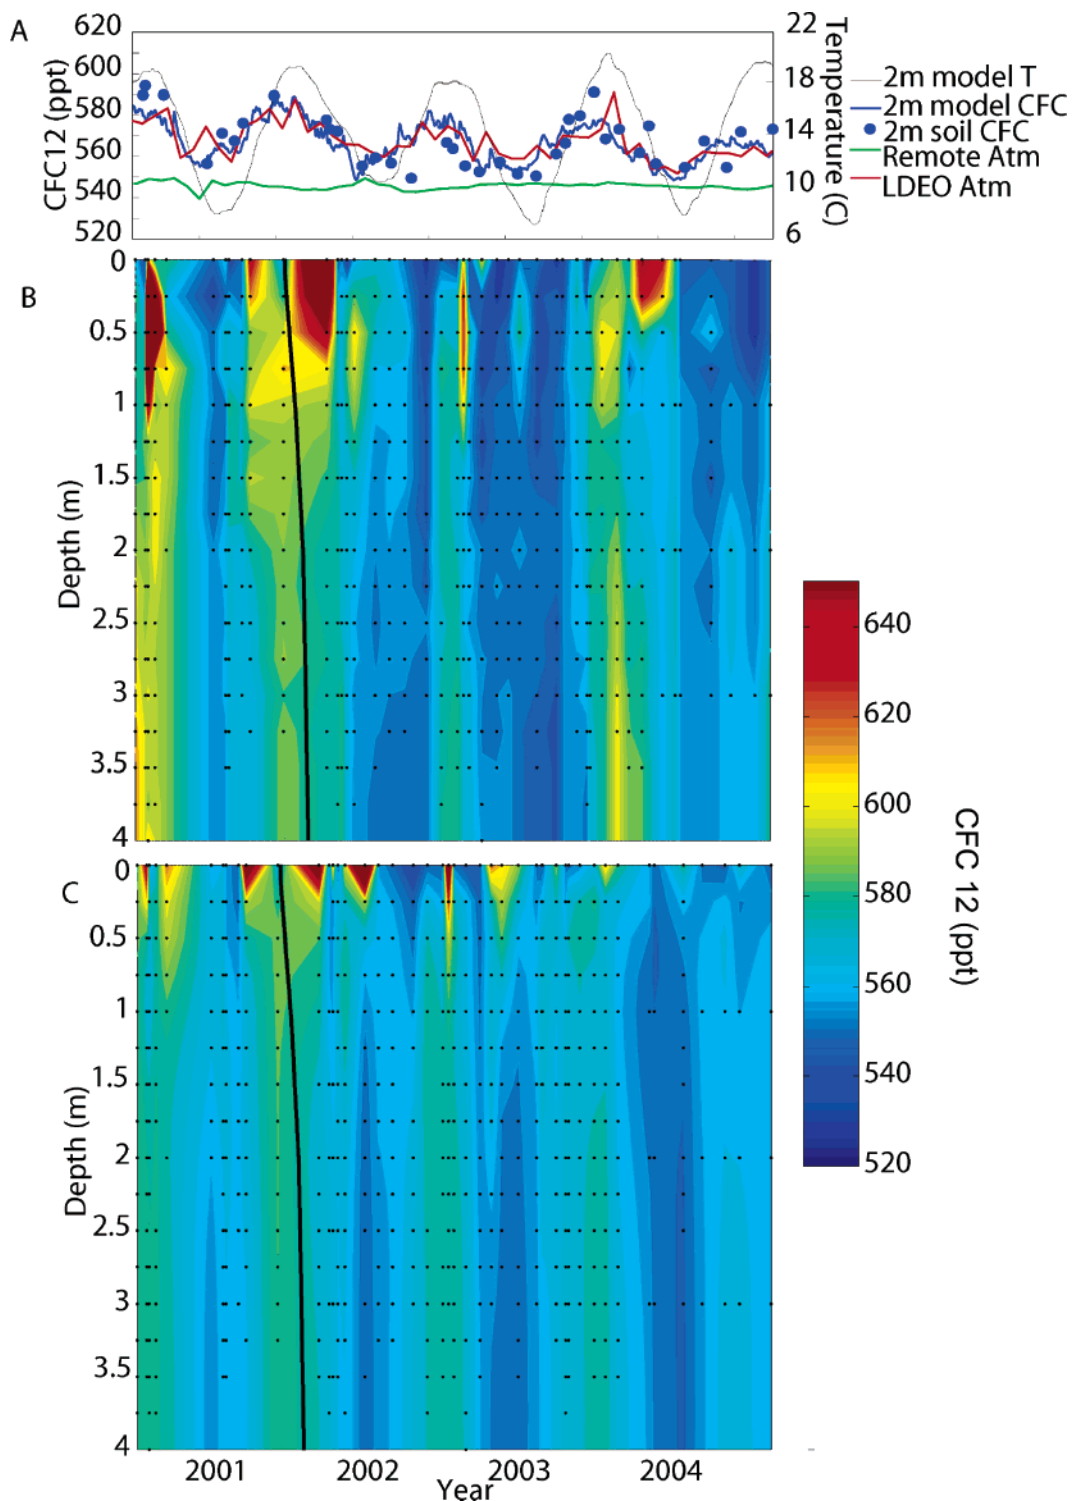 A
620
600
580
560
540
520
CFC12 (ppt)
22
18
14
10
6
Temperature (C)
2m model T
2m model CFC
2m soil CFC
Remote Atm
LDEO Atm
B
0
0.5
1
1.5
2
2.5
3
3.5
4
Depth (m)
640
620
600
580
560
540
520
CFC 12 (ppt)
C
0
0.5
1
1.5
2
2.5
3
3.5
4
Depth (m)
2001 2002 2003 2004
Year